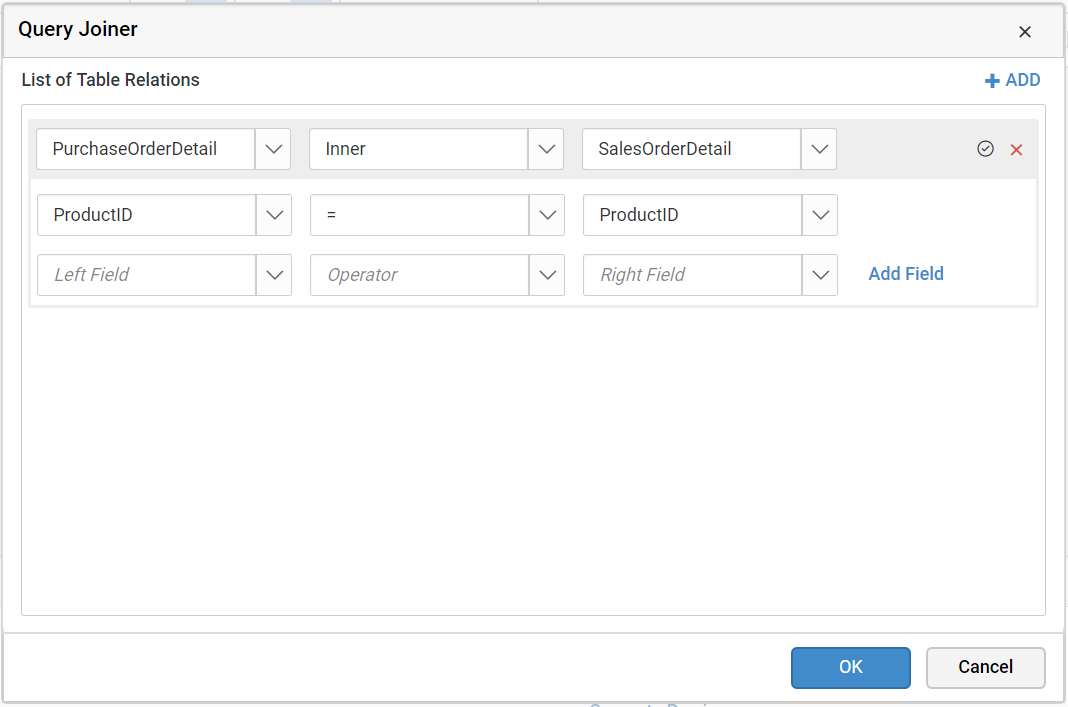 Query Joiner
List of Table Relations
ADD
PurchaseOrderDetail Inner SalesOrderDetail
ProductID = ProductID
Left Field Operator Right Field Add Field
OK Cancel